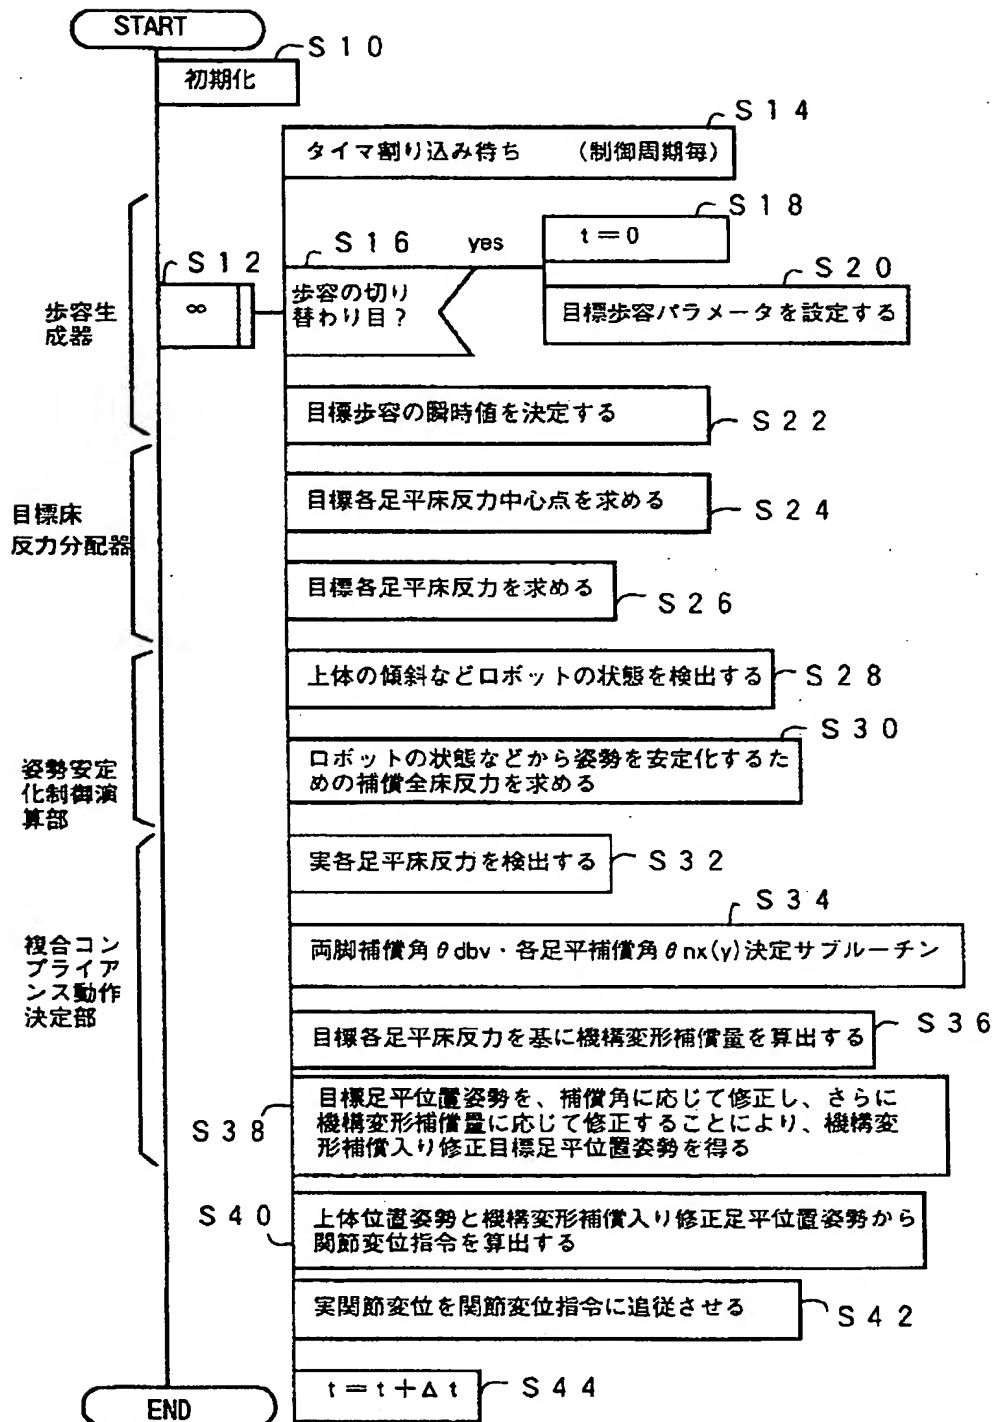 START
S10
初期化
S14
タイマ割り込み待ち （制御周期毎）
S18
t＝0
S16
yes
S12
∞
歩容の切り
替わり目？
S20
目標歩容パラメータを設定する
歩容生
成器
目標歩容の瞬時値を決定する
S22
目標床
反力分配器
目標各足平床反力中心点を求める
S24
目標各足平床反力を求める
S26
上体の傾斜などロボットの状態を検出する
S28
姿勢安定
化制御演
算部
S30
ロボットの状態などから姿勢を安定化するた
めの補償全床反力を求める
実各足平床反力を検出する
S32
S34
複合コン
プライア
ンス動作
決定部
両脚補償角θdbv・各足平補償角θnx(y)決定サブルーチン
目標各足平床反力を基に機構変形補償量を算出する
S36
目標足平位置姿勢を、補償角に応じて修正し、さらに
機構変形補償量に応じて修正することにより、機構変
形補償入り修正目標足平位置姿勢を得る
S38
S40
上体位置姿勢と機構変形補償入り修正足平位置姿勢から
関節変位指令を算出する
実関節変位を関節変位指令に追従させる
S42
t＝t＋Δt
S44
END